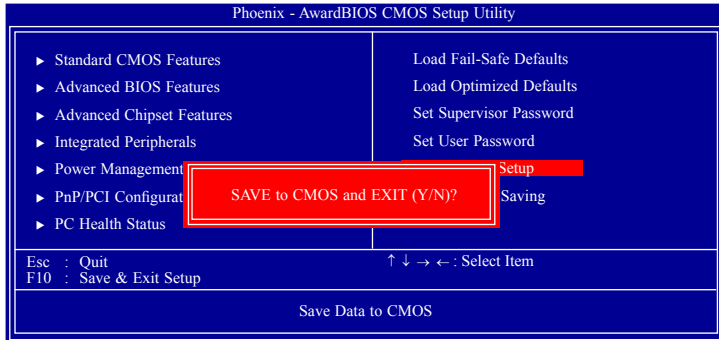 Phoenix - AwardBIOS CMOS Setup Utility
► Standard CMOS Features
► Advanced BIOS Features
► Advanced Chipset Features
► Integrated Peripherals
► Power Management
► PnP/PCI Configurat
► PC Health Status
Load Fail-Safe Defaults
Load Optimized Defaults
Set Supervisor Password
Set User Password
Setup
Saving
SAVE to CMOS and EXIT (Y/N)?
Esc : Quit
F10 : Save & Exit Setup
↑ ↓ → ← : Select Item
Save Data to CMOS